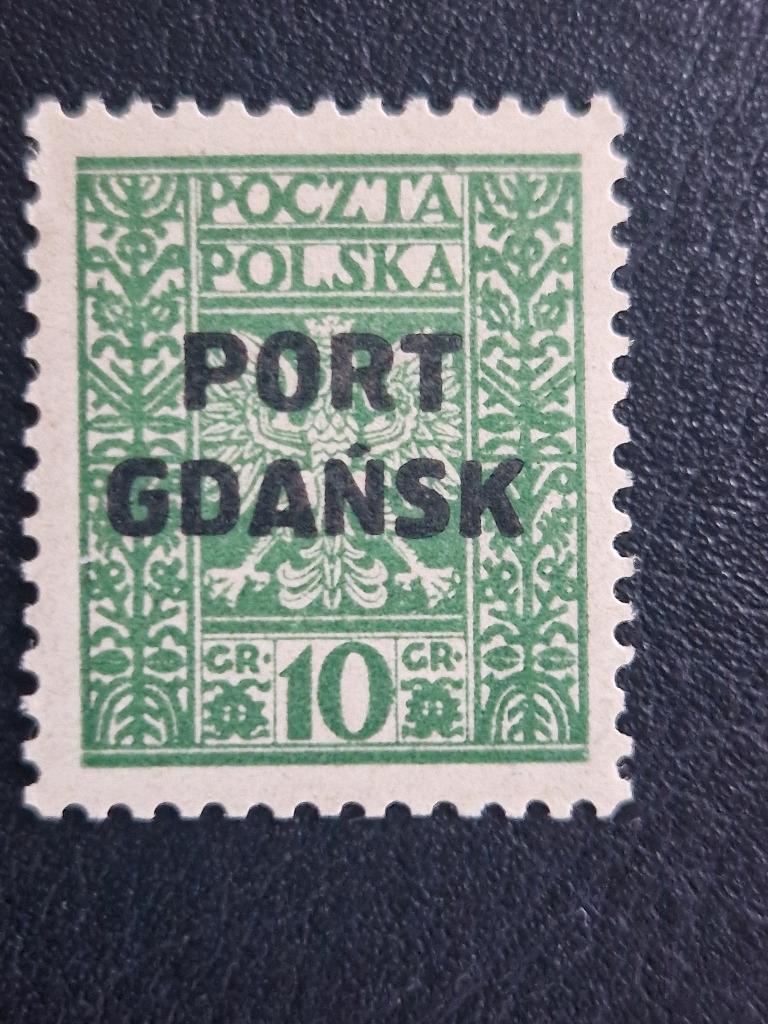 POCZTA
POLSKA
PORT
GDAŃSK
GR. 10 GR.